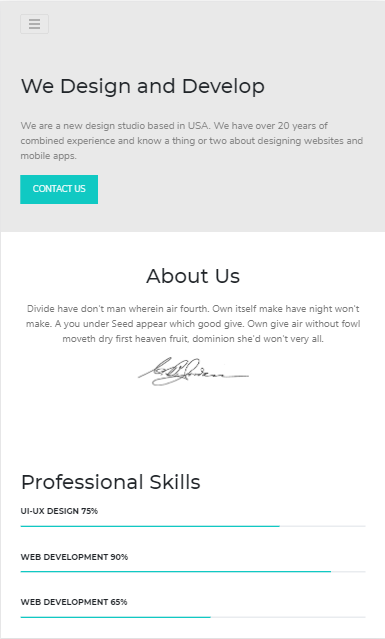 We Design and Develop
We are a new design studio based in USA. We have over 20 years of
combined experience and know a thing or two about designing websites and
mobile apps.
CONTACT US
About Us
Divide have don't man wherein air fourth. Own itself make have night won't
make. A you under Seed appear which good give. Own give air without fowl
moveth dry first heaven fruit, dominion she'd won't very all.
Professional Skills
UI-UX DESIGN 75%
WEB DEVELOPMENT 90%
WEB DEVELOPMENT 65%